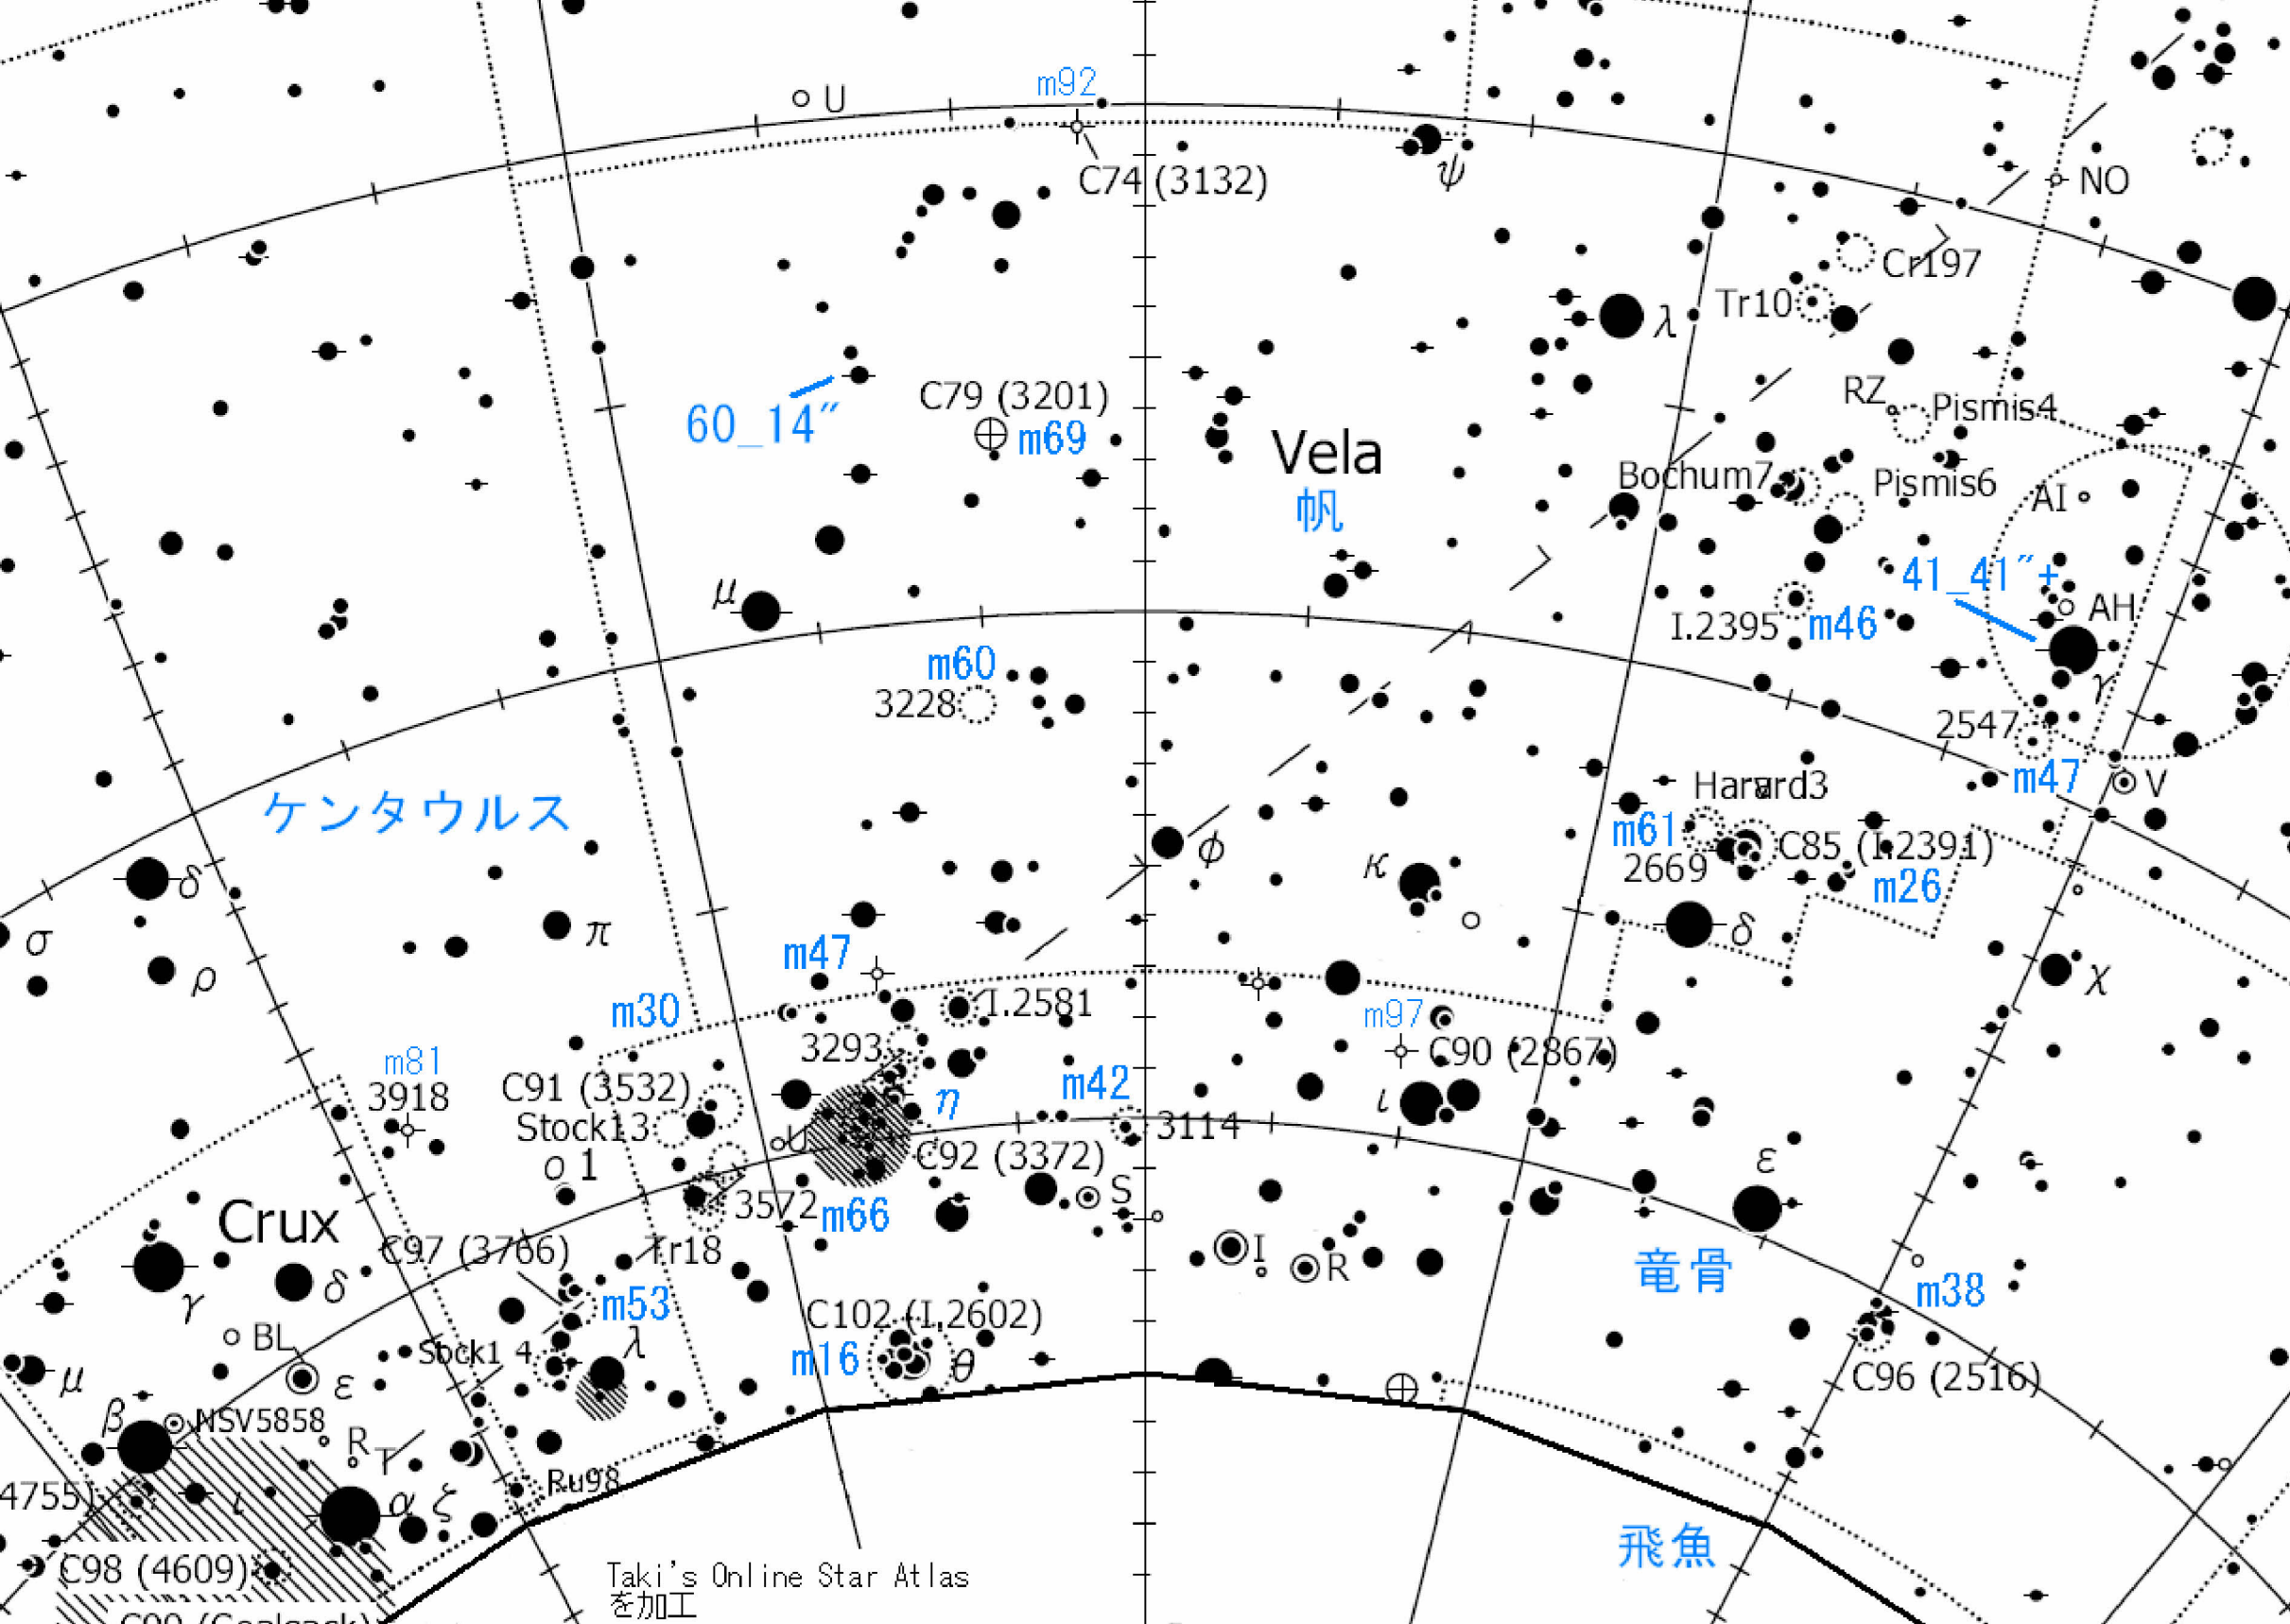 m92
U
C74 (3132)
ψ
NO
Cr197
Tr10
λ
C79 (3201)
60_14″
m69
Vela
帆
RZ
Pismis4
Bochum7
Pismis6
AI
μ
41_41″+
AH
I.2395
m46
γ
m60
3228
2547
m47
V
ケンタウルス
Harvard3
m61
C85 (I.2391)
2669
m26
φ
κ
δ
π
δ
σ
ρ
χ
m47
m30
I.2581
3293
m97
C90 (2867)
m81
3918
C91 (3532)
η
m42
ι
Stock13
U
3114
ο 1
C92 (3372)
ε
S
3572
m66
Crux
C97 (3766)
Tr18
I
R
竜骨
m38
γ
δ
m53
C102 (I.2602)
BL
λ
m16
θ
μ
Sock1 4
ε
C96 (2516)
β
NSV5858
R
T
Ru98
4755)
ι
α
ζ
飛魚
C98 (4609)
Taki's Online Star Atlas
を加工
C99 (Coalsack)